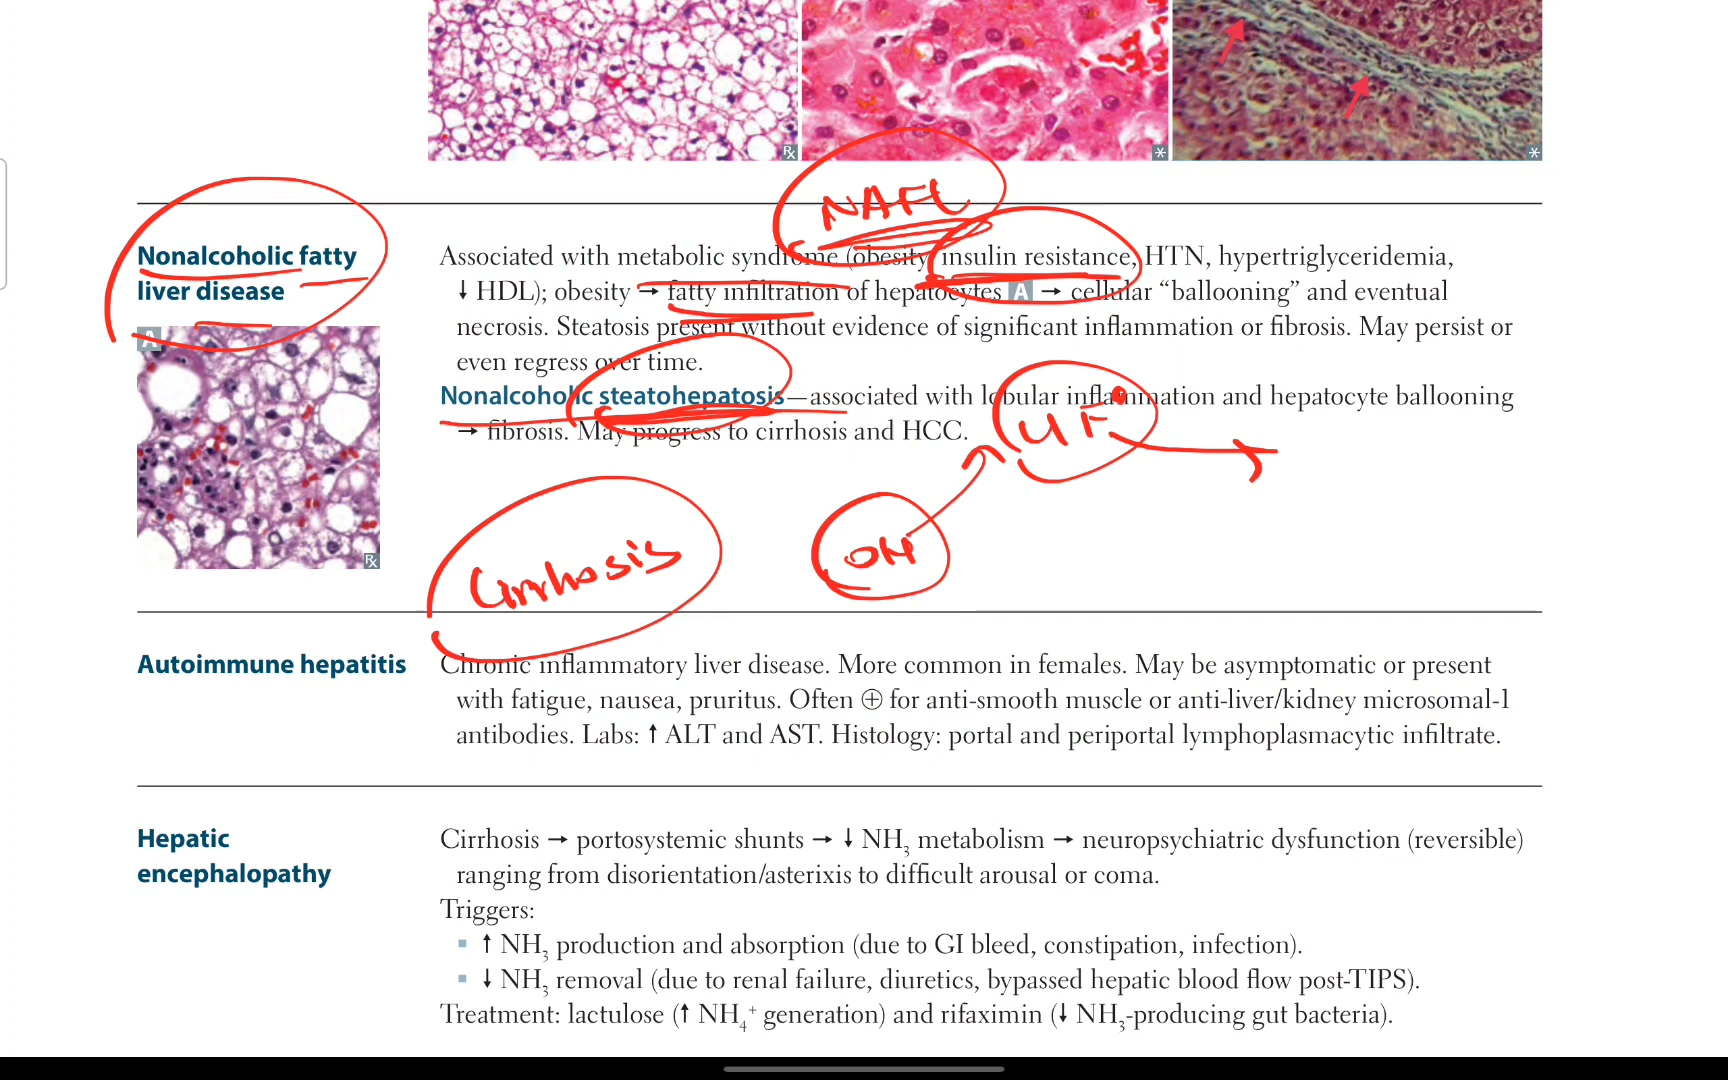 NAFL
Nonalcoholic fatty
liver disease
Associated with metabolic syndrome (obesity, insulin resistance, HTN, hypertriglyceridemia,
↓ HDL); obesity → fatty infiltration of hepatocytes A → cellular “ballooning” and eventual
necrosis. Steatosis present without evidence of significant inflammation or fibrosis. May persist or
even regress over time.
Nonalcoholic steatohepatosis—associated with lobular inflammation and hepatocyte ballooning
→ fibrosis. May progress to cirrhosis and HCC.
A
Rx
Rx
Cirrhosis
Autoimmune hepatitis
Chronic inflammatory liver disease. More common in females. May be asymptomatic or present
with fatigue, nausea, pruritus. Often ⊕ for anti-smooth muscle or anti-liver/kidney microsomal-1
antibodies. Labs: ↑ ALT and AST. Histology: portal and periportal lymphoplasmacytic infiltrate.
Hepatic
encephalopathy
Cirrhosis → portosystemic shunts → ↓ NH3 metabolism → neuropsychiatric dysfunction (reversible)
ranging from disorientation/asterixis to difficult arousal or coma.
Triggers:
▪ ↑ NH3 production and absorption (due to GI bleed, constipation, infection).
▪ ↓ NH3 removal (due to renal failure, diuretics, bypassed hepatic blood flow post-TIPS).
Treatment: lactulose (↑ NH4+ generation) and rifaximin (↓ NH3-producing gut bacteria).